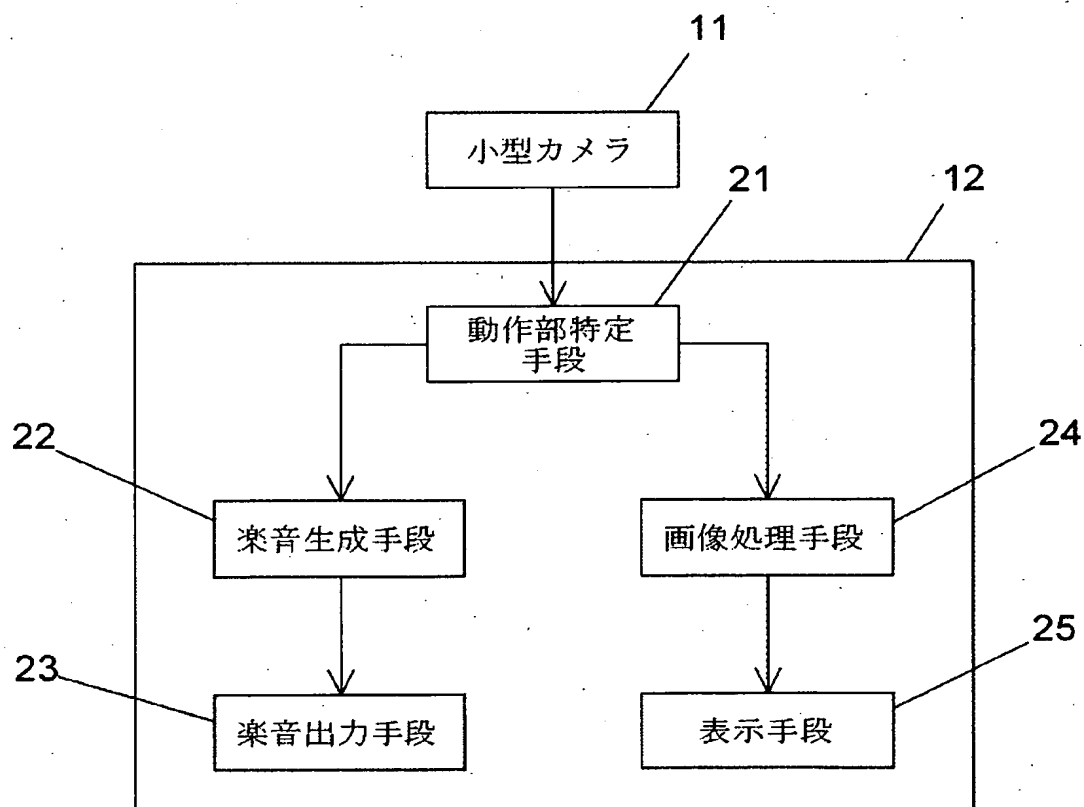 11
小型カメラ
21
12
動作部特定
手段
22
24
楽音生成手段
画像処理手段
23
25
楽音出力手段
表示手段